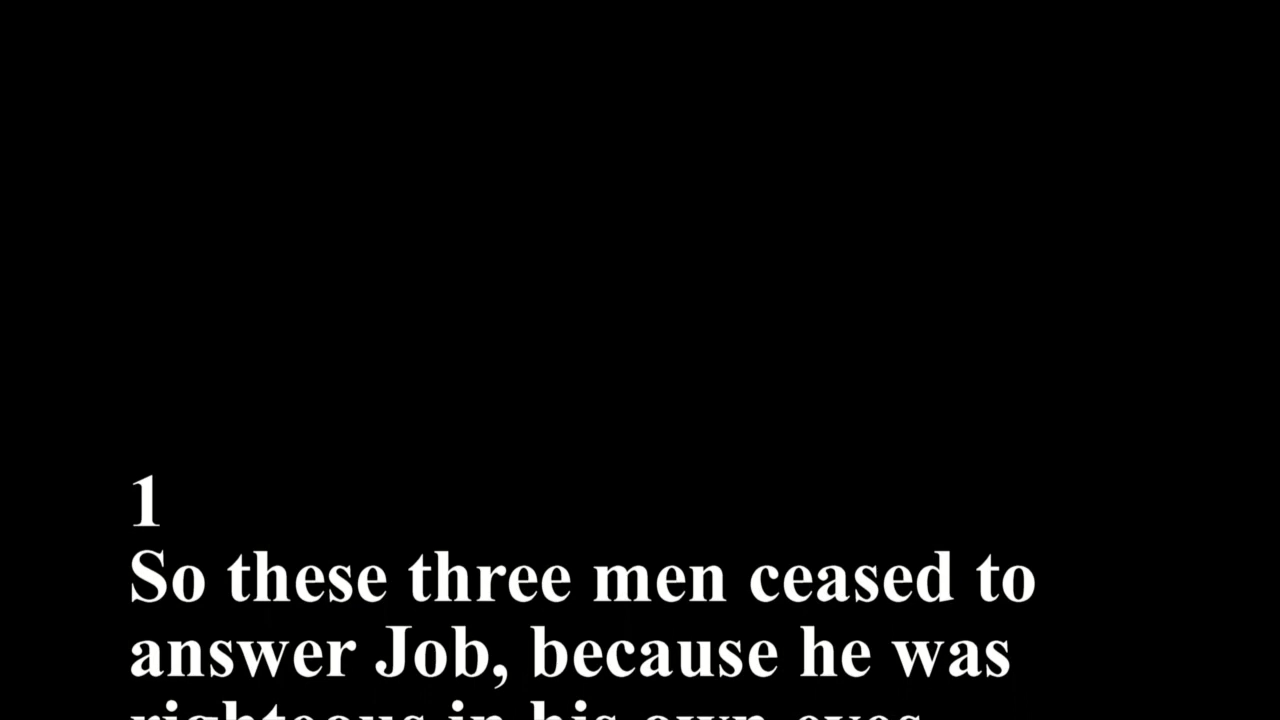 1
So these three men ceased to
answer Job, because he was
righteous in his own eyes.